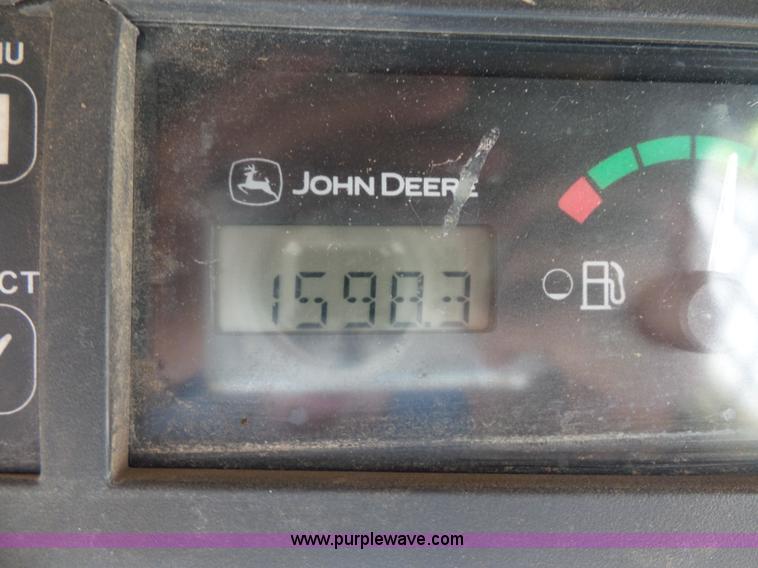 NU
JOHN DEERE
1598.3
CT
www.purplewave.com